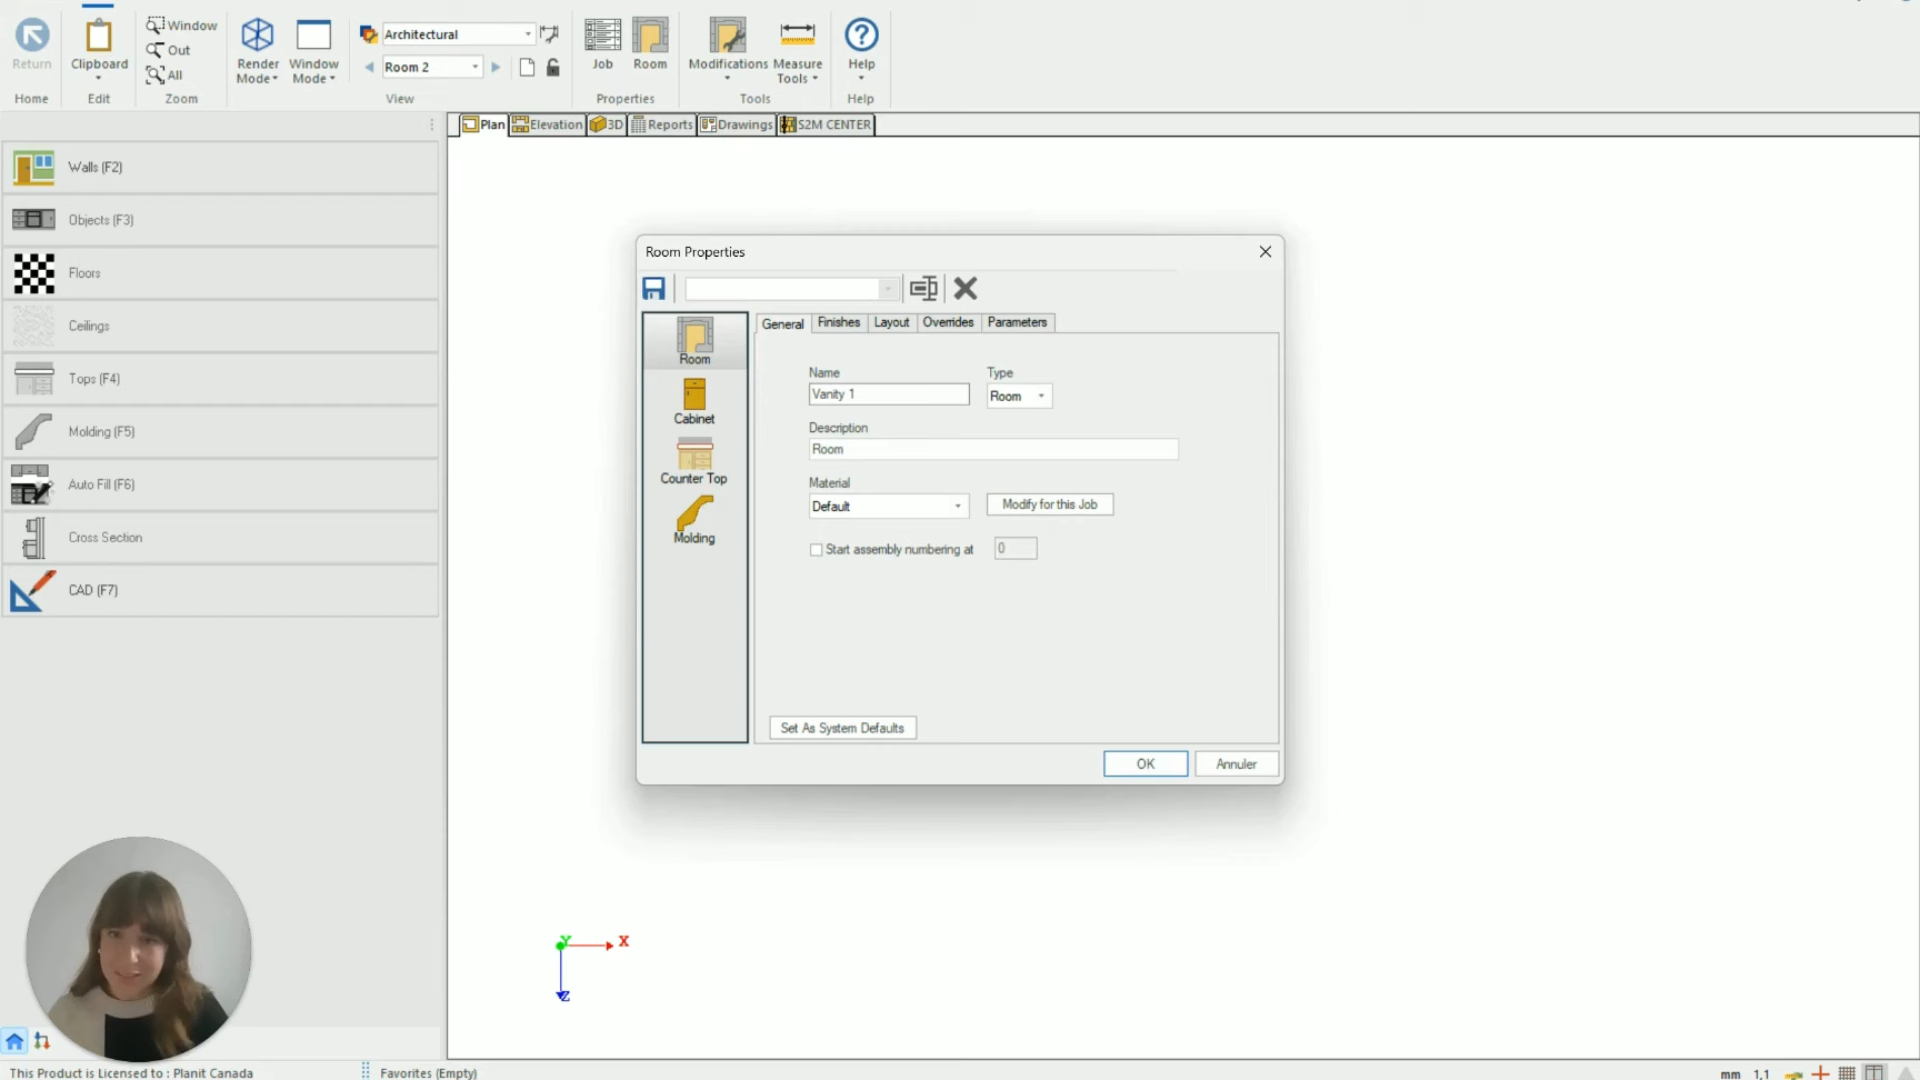 Return
Home
Clipboard
Edit
Window
Out
All
Zoom
Render
Mode
Window
Mode
Architectural
Room 2
View
Job
Room
Properties
Modifications
Measure
Tools
Tools
Help
Help
Plan
Elevation
3D
Reports
Drawings
S2M CENTER
Walls (F2)
Objects (F3)
Floors
Ceilings
Tops (F4)
Molding (F5)
Auto Fill (F6)
Cross Section
CAD (F7)
Room Properties
Room
Cabinet
Counter Top
Molding
General
Finishes
Layout
Overrides
Parameters
Name
Type
Vanity 1
Room
Description
Room
Material
Default
Modify for this Job
Start assembly numbering at
0
Set As System Defaults
OK
Annuler
Y
X
Z
This Product is Licensed to : Planit Canada
Favorites (Empty)
mm
1,1